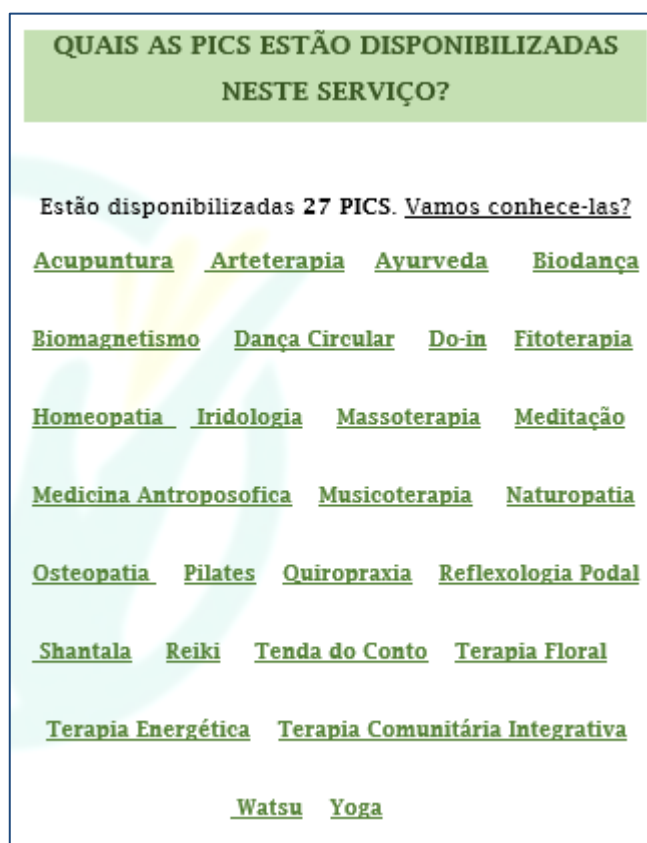 QUAIS AS PICS ESTÃO DISPONIBILIZADAS
NESTE SERVIÇO?
Estão disponibilizadas 27 PICS. Vamos conhece-las?
Acupuntura Arteterapia Ayurveda Biodança
Biomagnetismo Dança Circular Do-in Fitoterapia
Homeopatia Iridologia Massoterapia Meditação
Medicina Antroposofica Musicoterapia Naturopatia
Osteopatia Pilates Quiropraxia Reflexologia Podal
Shantala Reiki Tenda do Conto Terapia Floral
Terapia Energética Terapia Comunitária Integrativa
Watsu Yoga